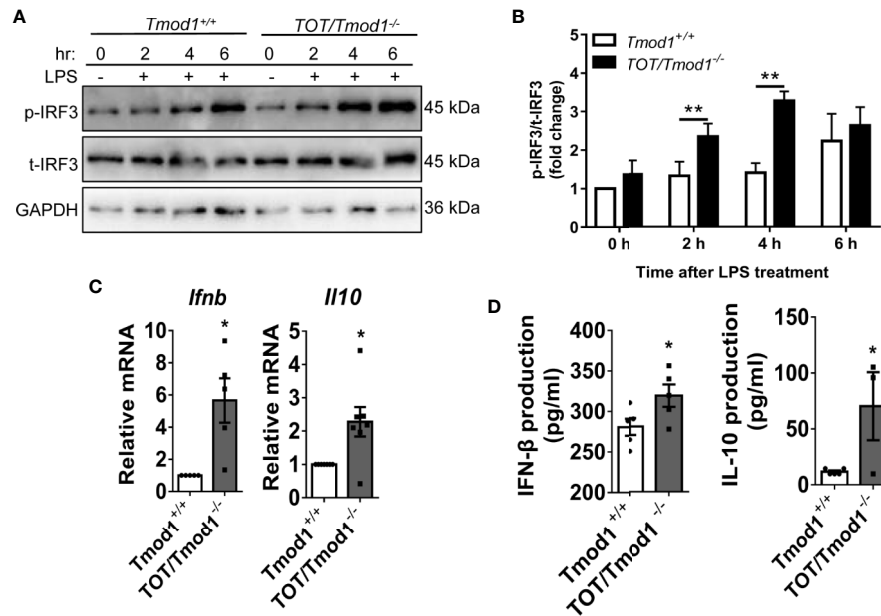 A
Tmod1+/+ TOT/Tmod1-/-
hr: 0 2 4 6 0 2 4 6
LPS - + + + - + + +
p-IRF3 45 kDa
t-IRF3 45 kDa
GAPDH 36 kDa
B
Tmod1+/+
TOT/Tmod1-/-
p-IRF3/t-IRF3
(fold change)
5
4
3
2
1
0
** **
0 h 2 h 4 h 6 h
Time after LPS treatment
C
Ifnb
Relative mRNA
10
8
6
4
2
0
*
Tmod1+/+
TOT/Tmod1-/-
Il10
Relative mRNA
5
4
3
2
1
0
*
Tmod1+/+
TOT/Tmod1-/-
D
IFN-β production
(pg/ml)
400
350
300
250
200
*
Tmod1+/+
TOT/Tmod1-/-
IL-10 production
(pg/ml)
150
100
50
0
*
Tmod1+/+
TOT/Tmod1-/-